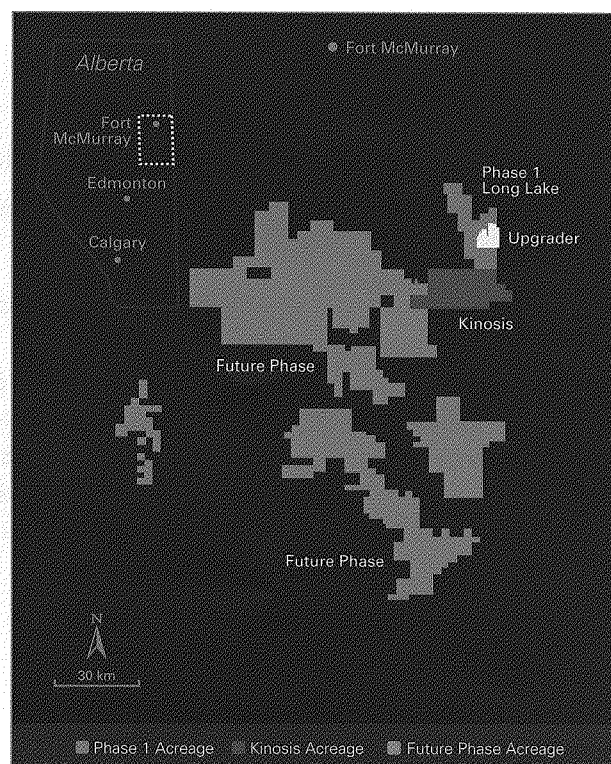 Alberta
Fort McMurray
Fort
McMurray
Edmonton
Calgary
Phase 1
Long Lake
Upgrader
Kinosis
Future Phase
Future Phase
N
30 km
Phase 1 Acreage
Kinosis Acreage
Future Phase Acreage